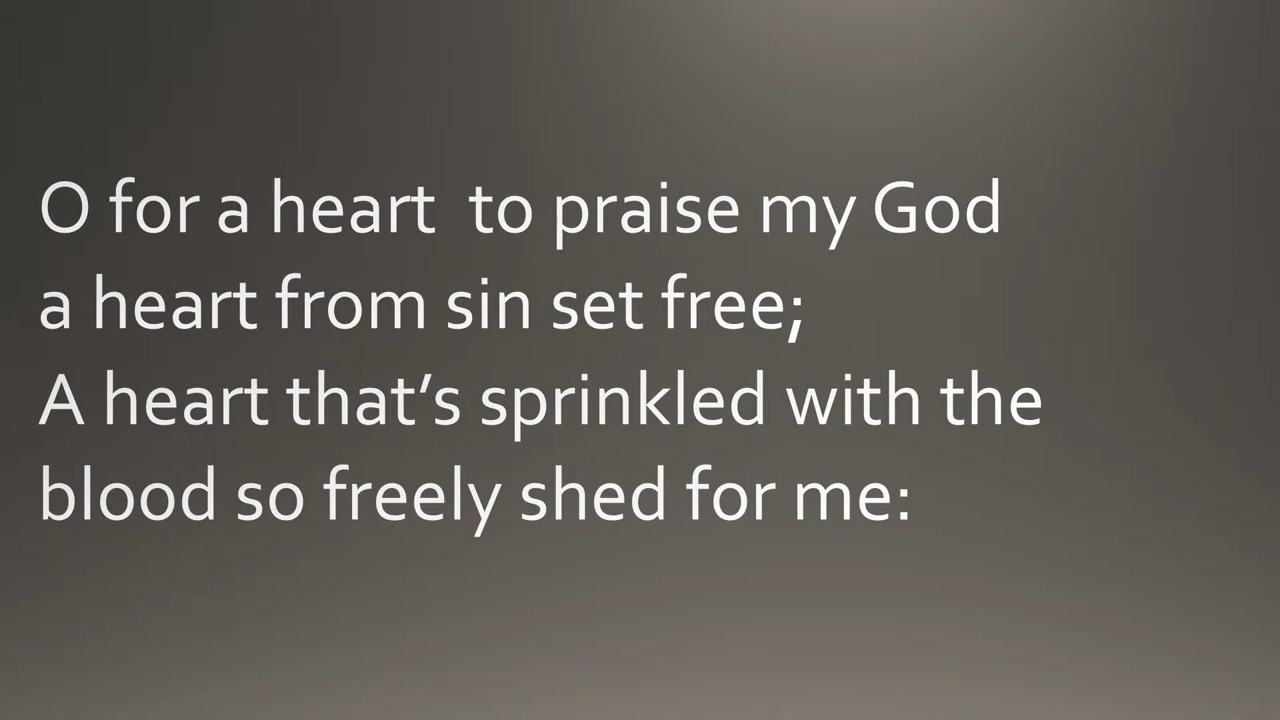 O for a heart  to praise my God
a heart from sin set free;
A heart that’s sprinkled with the
blood so freely shed for me: